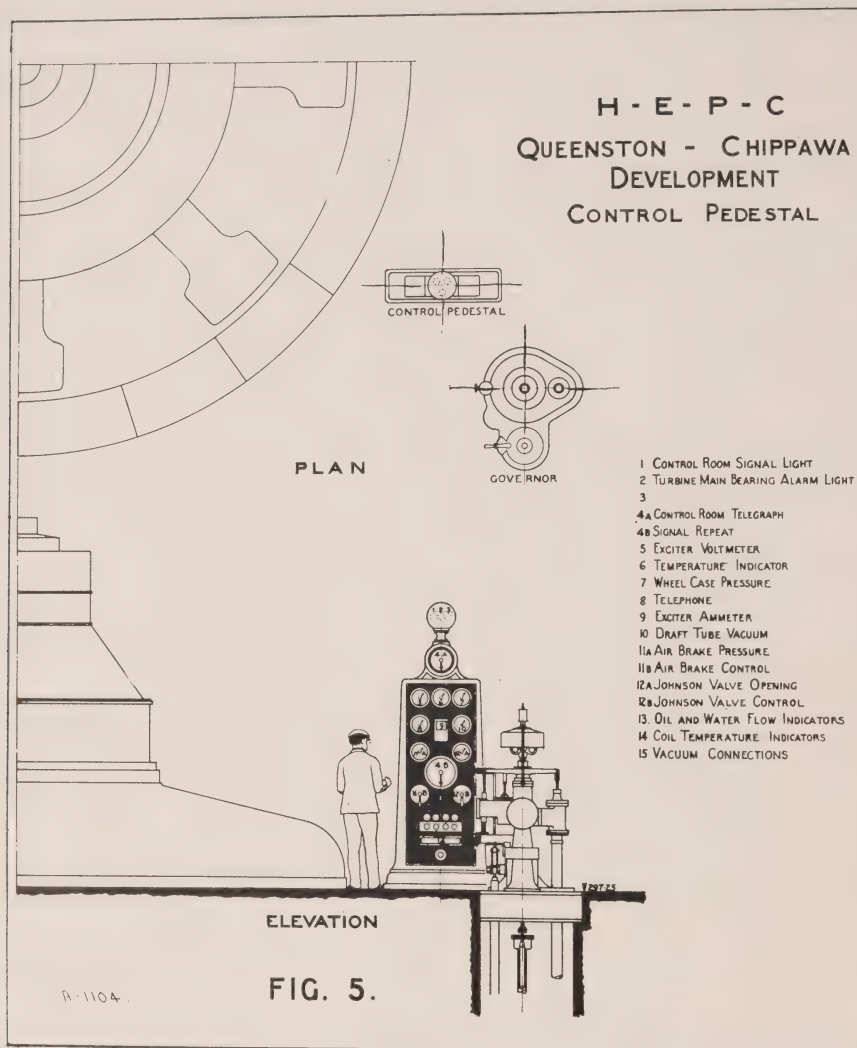 H - E - P - C
QUEENSTON - CHIPPAWA
DEVELOPMENT
CONTROL PEDESTAL
CONTROL PEDESTAL
GOVERNOR
PLAN
1 CONTROL ROOM SIGNAL LIGHT
2 TURBINE MAIN BEARING ALARM LIGHT
3
4A CONTROL ROOM TELEGRAPH
4B SIGNAL REPEAT
5 EXCITER VOLTMETER
6 TEMPERATURE INDICATOR
7 WHEEL CASE PRESSURE
8 TELEPHONE
9 EXCITER AMMETER
10 DRAFT TUBE VACUUM
11A AIR BRAKE PRESSURE
11B AIR BRAKE CONTROL
12A JOHNSON VALVE OPENING
12B JOHNSON VALVE CONTROL
13. OIL AND WATER FLOW INDICATORS
14 COIL TEMPERATURE INDICATORS
15 VACUUM CONNECTIONS
1.2.3.
4.A
4.B
297.75
ELEVATION
FIG. 5.
A-1104.